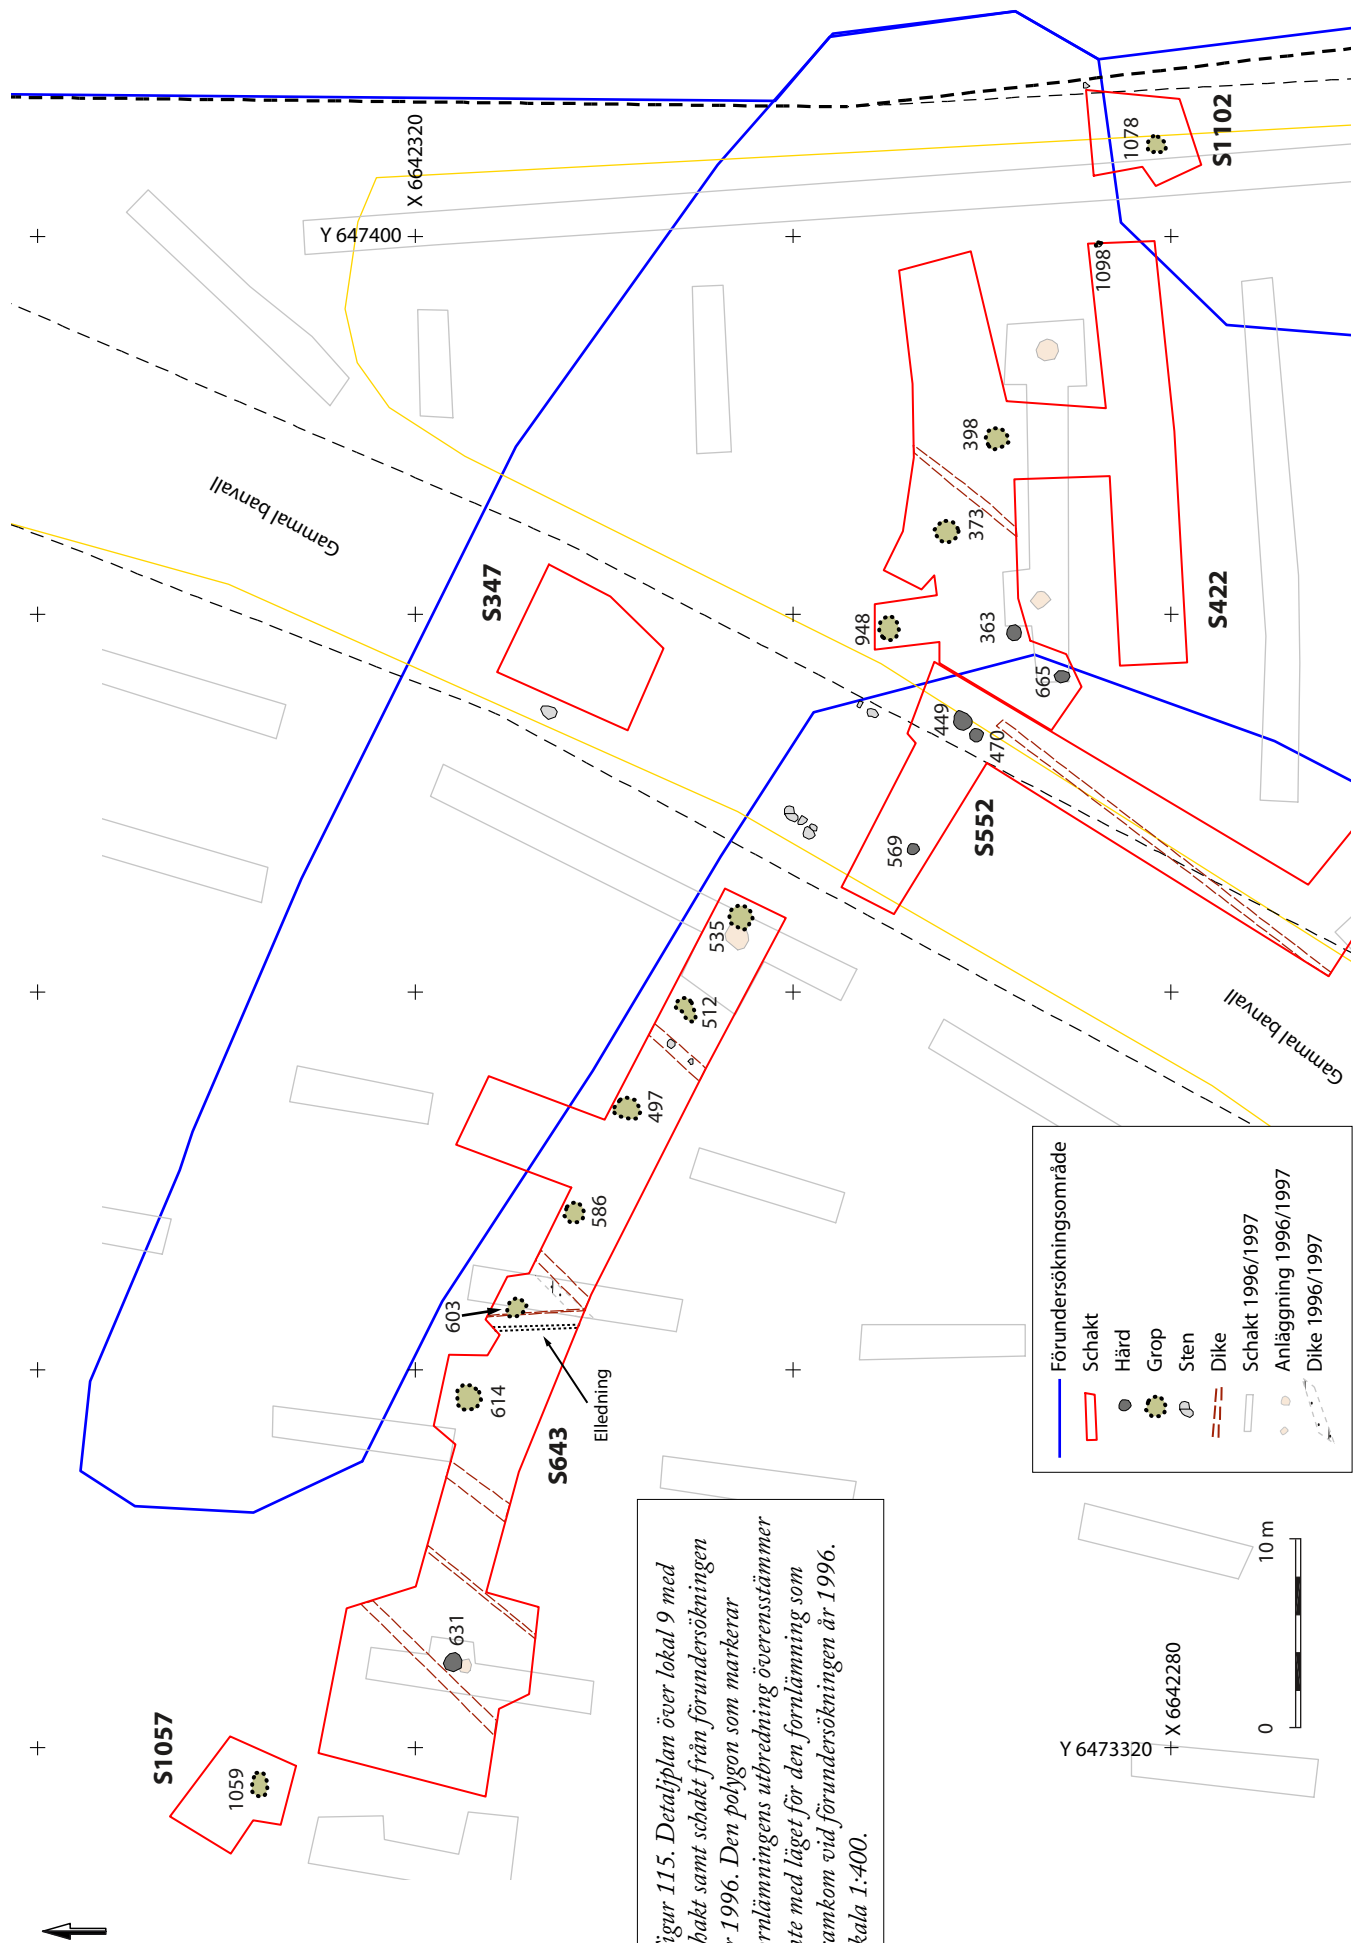 X 6642320
Y 647400
Gammal banvall
S347
S1102
1078
1098
398
373
948
363
665
S422
449
470
569
S552
535
512
497
586
603
614
Elledning
S643
631
S1057
1059
Gammal banvall
Förundersökningsområde
Schakt
Härd
Grop
Sten
Dike
Schakt 1996/1997
Anläggning 1996/1997
Dike 1996/1997
0 10 m
Y 6473320
X 6642280
igur 115. Detaljplan över lokal 9 med
hakt samt schakt från förundersökningen
r 1996. Den polygon som markerar
rnlämningens utbredning överensstämmer
nte med läget för den fornlämning som
amkom vid förundersökningen år 1996.
kala 1:400.